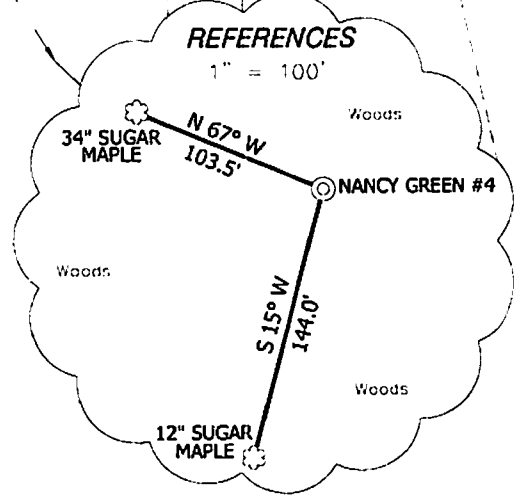 REFERENCES
1" = 100'
Woods
34" SUGAR
MAPLE
N 67° W
103.5'
NANCY GREEN #4
Woods
S 15° W
144.0'
Woods
12" SUGAR
MAPLE